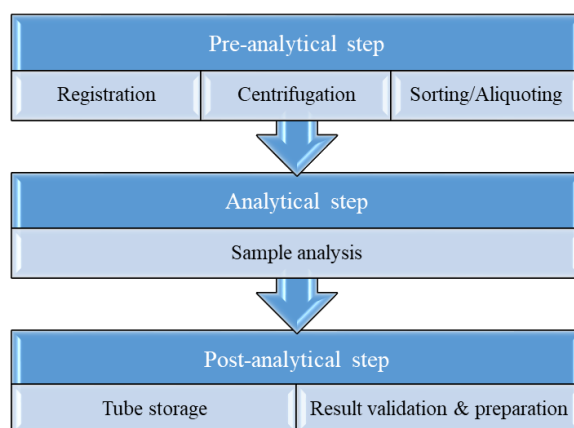 Pre-analytical step
Registration
Centrifugation
Sorting/Aliquoting
Analytical step
Sample analysis
Post-analytical step
Tube storage
Result validation & preparation